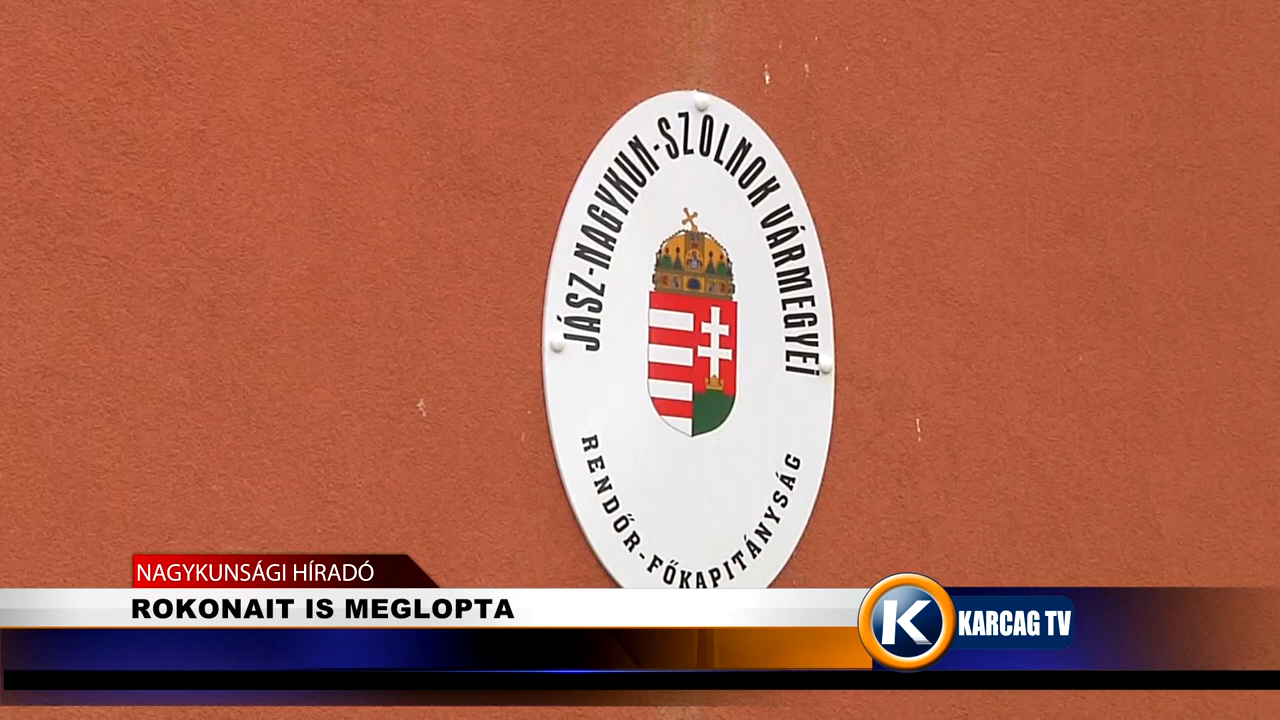 JÁSZ-NAGYKUN-SZOLNOK VÁRMEGYEI
RENDŐR-FŐKAPITÁNYSÁG
NAGYKUNSÁGI HÍRADÓ
ROKONAIT IS MEGLOPTA
K KARCAG TV